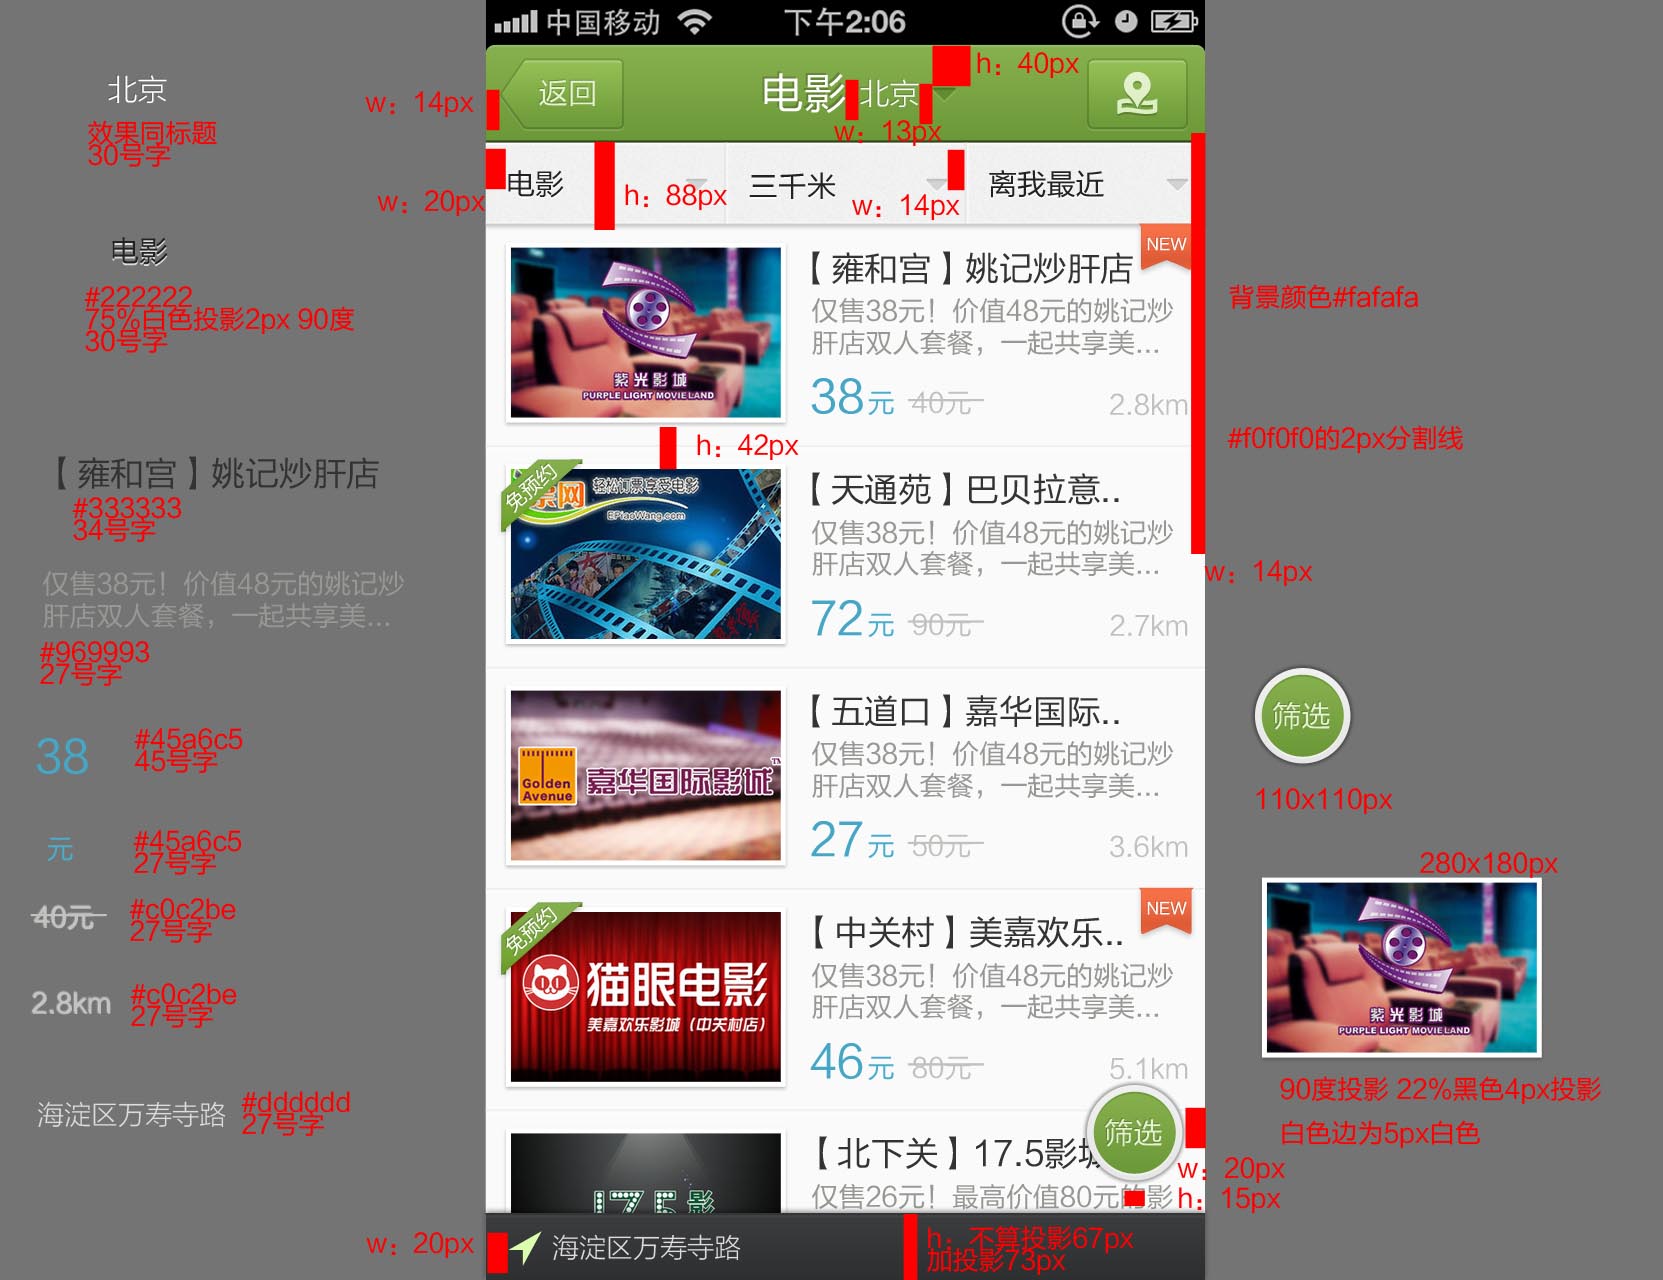 中国移动
下午2:06
返回
电影
北京
h：40px
w：14px
w：13px
北京
效果同标题
30号字
w：20px
电影
h：88px
三千米
w：14px
离我最近
电影
#222222
75%白色投影2px 90度
30号字
NEW
【雍和宫】姚记炒肝店
仅售38元！价值48元的姚记炒
肝店双人套餐，一起共享美...
38元
40元
2.8km
紫光影城
PURPLE LIGHT MOVIELAND
背景颜色#fafafa
#f0f0f0的2px分割线
h：42px
【雍和宫】姚记炒肝店
#333333
34号字
仅售38元！价值48元的姚记炒
肝店双人套餐，一起共享美...
#969993
27号字
免预约
票网
轻松订票享受电影
EPiaoWang.com
【天通苑】巴贝拉意..
仅售38元！价值48元的姚记炒
肝店双人套餐，一起共享美...
72元
90元
2.7km
w：14px
38
#45a6c5
45号字
元
#45a6c5
27号字
40元
#c0c2be
27号字
2.8km
#c0c2be
27号字
海淀区万寿寺路
#dddddd
27号字
Golden
Avenue
嘉华国际影城
TM
【五道口】嘉华国际..
仅售38元！价值48元的姚记炒
肝店双人套餐，一起共享美...
27元
50元
3.6km
筛选
110x110px
280x180px
紫光影城
PURPLE LIGHT MOVIELAND
90度投影 22%黑色4px投影
白色边为5px白色
免预约
猫眼电影
美嘉欢乐影城（中关村店）
NEW
【中关村】美嘉欢乐..
仅售38元！价值48元的姚记炒
肝店双人套餐，一起共享美...
46元
80元
5.1km
筛选
175影
【北下关】17.5影城
仅售26元！最高价值80元的影
w：20px
h：15px
w：20px
海淀区万寿寺路
h：不算投影67px
加投影73px